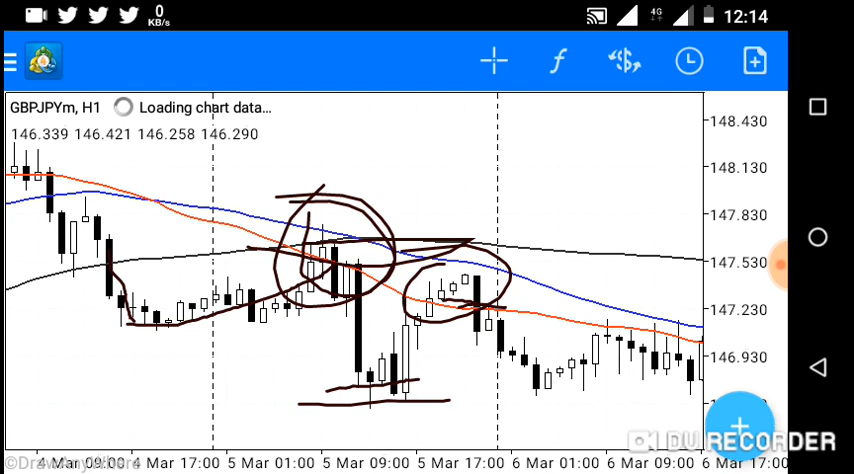 0
KB/s
4G
12:14
GBPJPYm, H1 Loading chart data...
146.339 146.421 146.258 146.290
148.430
148.130
147.830
147.530
147.230
146.930
DU RECORDER
4 Mar 09:00 4 Mar 17:00 5 Mar 01:00 5 Mar 09:00 5 Mar 17:00 6 Mar 01:00 6 Mar 09:00 6 Mar